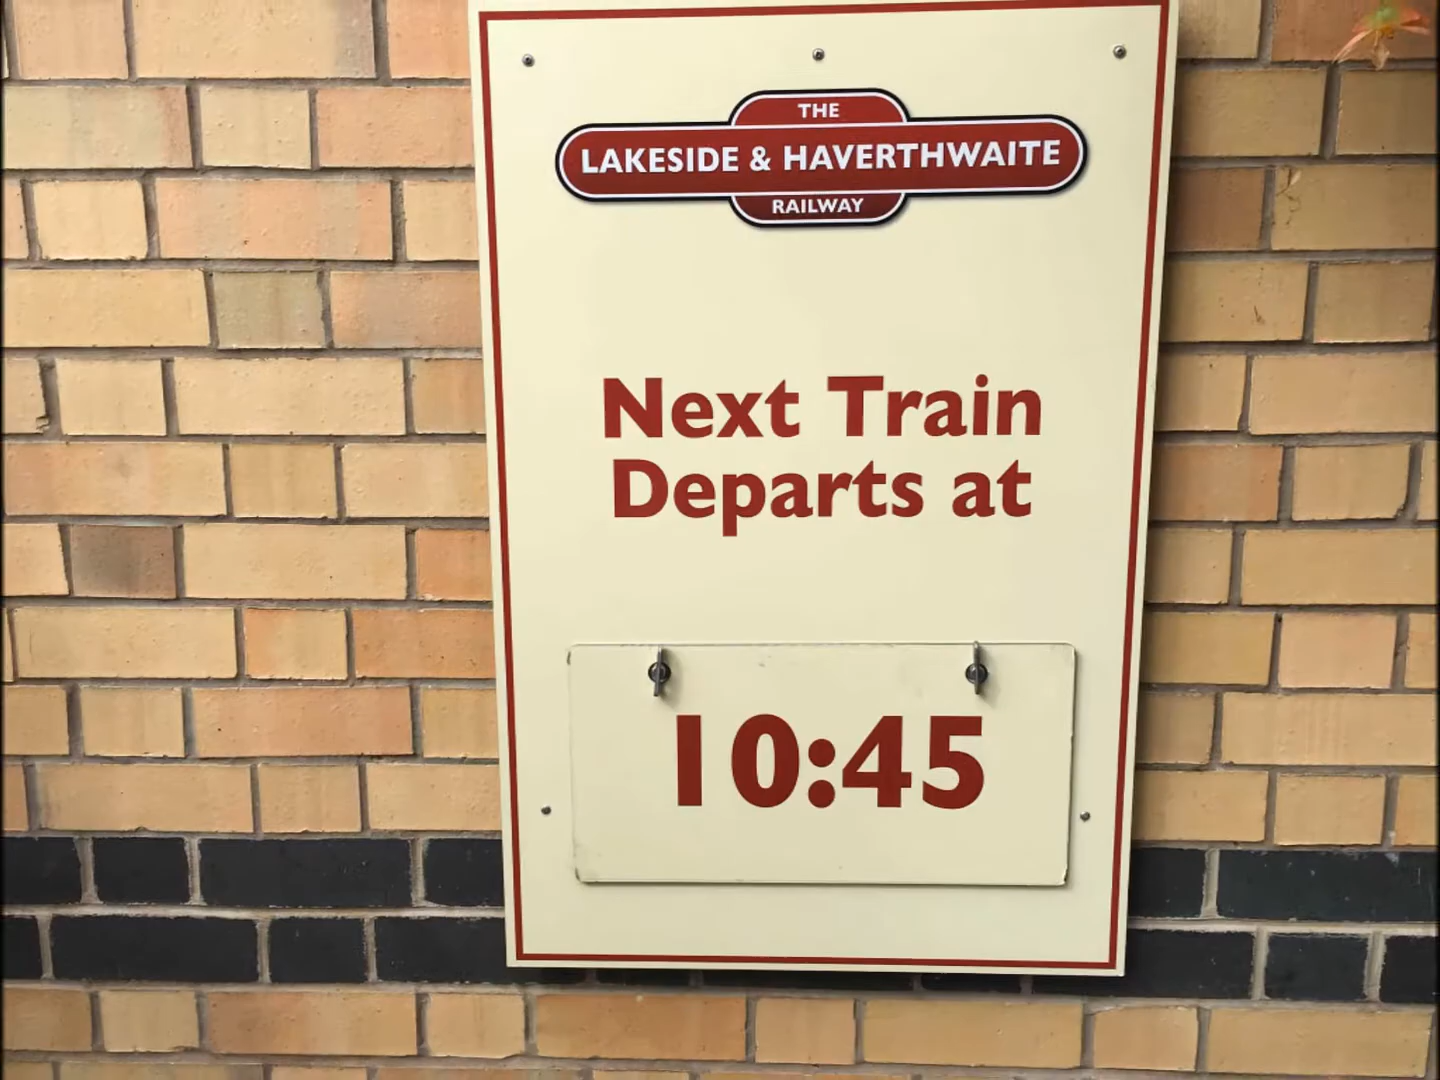 THE
LAKESIDE & HAVERTHWAITE
RAILWAY
Next Train
Departs at
10:45